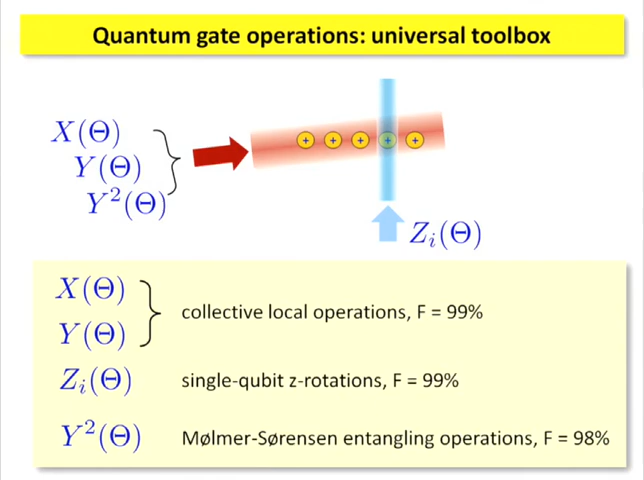 Quantum gate operations: universal toolbox
X(Θ)
Y(Θ)
Y²(Θ)
+ + + + +
Zᵢ(Θ)
X(Θ)
Y(Θ)
collective local operations, F = 99%
Zᵢ(Θ) single-qubit z-rotations, F = 99%
Y²(Θ) Mølmer-Sørensen entangling operations, F = 98%